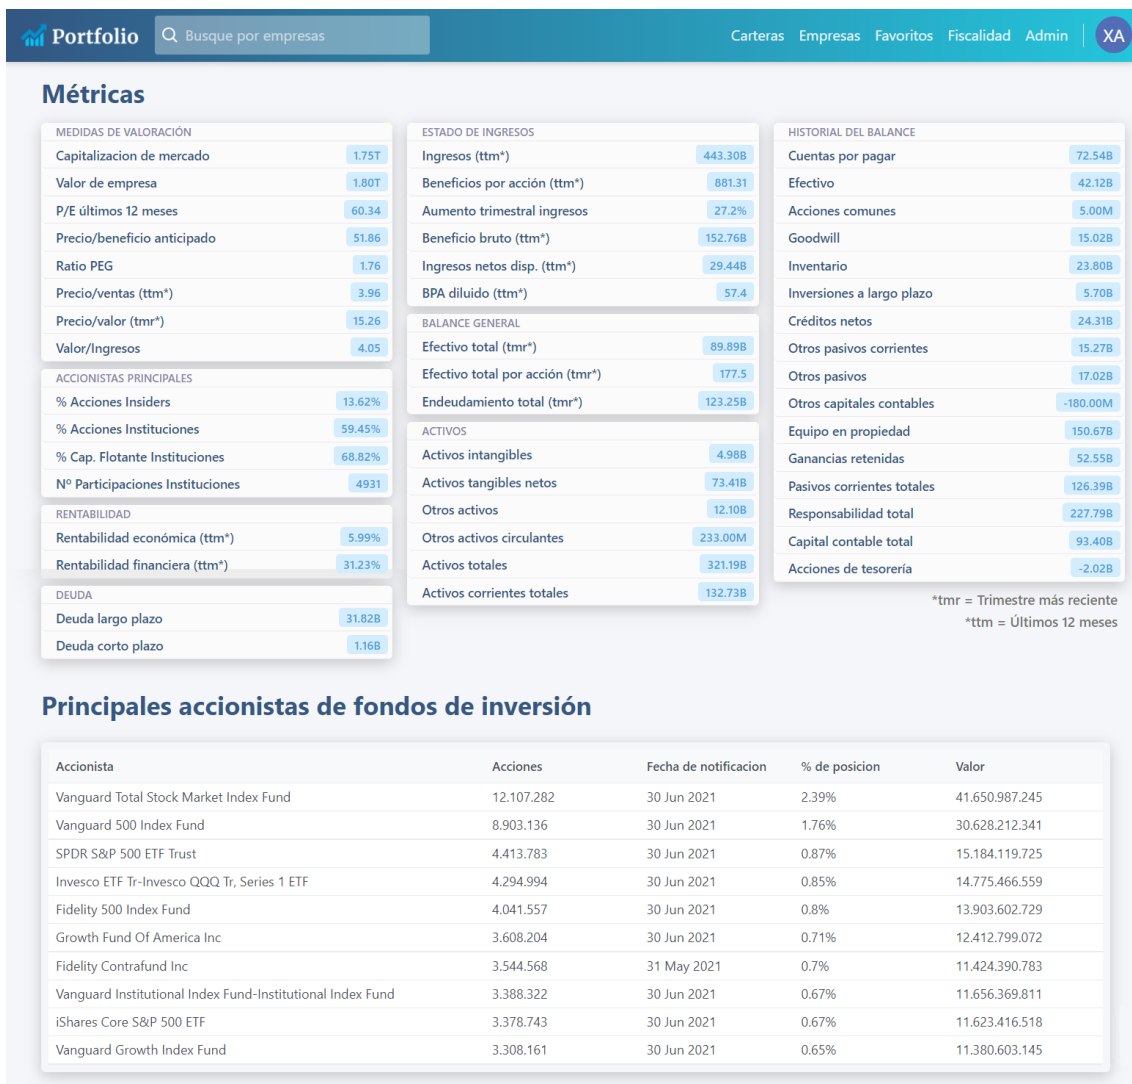 Portfolio
Busque por empresas
Carteras Empresas Favoritos Fiscalidad Admin XA
Métricas
MEDIDAS DE VALORACIÓN
Capitalizacion de mercado 1.75T
Valor de empresa 1.80T
P/E últimos 12 meses 60.34
Precio/beneficio anticipado 51.86
Ratio PEG 1.76
Precio/ventas (ttm*) 3.96
Precio/valor (tmr*) 15.26
Valor/Ingresos 4.05
ACCIONISTAS PRINCIPALES
% Acciones Insiders 13.62%
% Acciones Instituciones 59.45%
% Cap. Flotante Instituciones 68.82%
Nº Participaciones Instituciones 4931
RENTABILIDAD
Rentabilidad económica (ttm*) 5.99%
Rentabilidad financiera (ttm*) 31.23%
DEUDA
Deuda largo plazo 31.82B
Deuda corto plazo 1.16B
ESTADO DE INGRESOS
Ingresos (ttm*) 443.30B
Beneficios por acción (ttm*) 881.31
Aumento trimestral ingresos 27.2%
Beneficio bruto (ttm*) 152.76B
Ingresos netos disp. (ttm*) 29.44B
BPA diluido (ttm*) 57.4
BALANCE GENERAL
Efectivo total (tmr*) 89.89B
Efectivo total por acción (tmr*) 177.5
Endeudamiento total (tmr*) 123.25B
ACTIVOS
Activos intangibles 4.98B
Activos tangibles netos 73.41B
Otros activos 12.10B
Otros activos circulantes 233.00M
Activos totales 321.19B
Activos corrientes totales 132.73B
HISTORIAL DEL BALANCE
Cuentas por pagar 72.54B
Efectivo 42.12B
Acciones comunes 5.00M
Goodwill 15.02B
Inventario 23.80B
Inversiones a largo plazo 5.70B
Créditos netos 24.31B
Otros pasivos corrientes 15.27B
Otros pasivos 17.02B
Otros capitales contables -180.00M
Equipo en propiedad 150.67B
Ganancias retenidas 52.55B
Pasivos corrientes totales 126.39B
Responsabilidad total 227.79B
Capital contable total 93.40B
Acciones de tesorería -2.02B
*tmr = Trimestre más reciente
*ttm = Últimos 12 meses
Principales accionistas de fondos de inversión
Accionista Acciones Fecha de notificacion % de posicion Valor
Vanguard Total Stock Market Index Fund 12.107.282 30 Jun 2021 2.39% 41.650.987.245
Vanguard 500 Index Fund 8.903.136 30 Jun 2021 1.76% 30.628.212.341
SPDR S&P 500 ETF Trust 4.413.783 30 Jun 2021 0.87% 15.184.119.725
Invesco ETF Tr-Invesco QQQ Tr, Series 1 ETF 4.294.994 30 Jun 2021 0.85% 14.775.466.559
Fidelity 500 Index Fund 4.041.557 30 Jun 2021 0.8% 13.903.602.729
Growth Fund Of America Inc 3.608.204 30 Jun 2021 0.71% 12.412.799.072
Fidelity Contrafund Inc 3.544.568 31 May 2021 0.7% 11.424.390.783
Vanguard Institutional Index Fund-Institutional Index Fund 3.388.322 30 Jun 2021 0.67% 11.656.369.811
iShares Core S&P 500 ETF 3.378.743 30 Jun 2021 0.67% 11.623.416.518
Vanguard Growth Index Fund 3.308.161 30 Jun 2021 0.65% 11.380.603.145